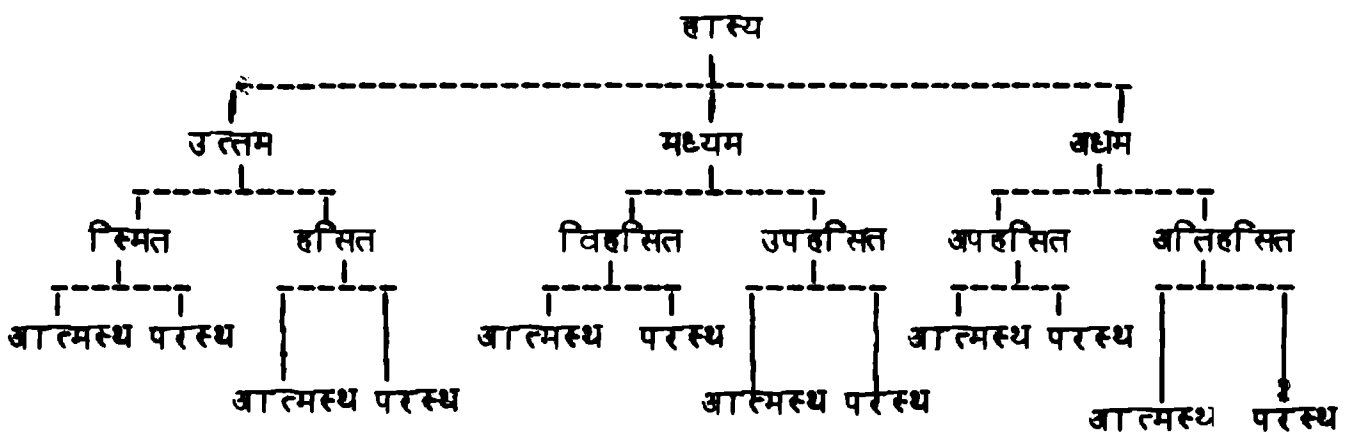 हास्य
उत्तम मध्यम अधम
स्मित हसित विहसित उपहसित अपहसित अतिहसित
आत्मस्थ परस्थ आत्मस्थ परस्थ आत्मस्थ परस्थ
आत्मस्थ परस्थ आत्मस्थ परस्थ आत्मस्थ परस्थ